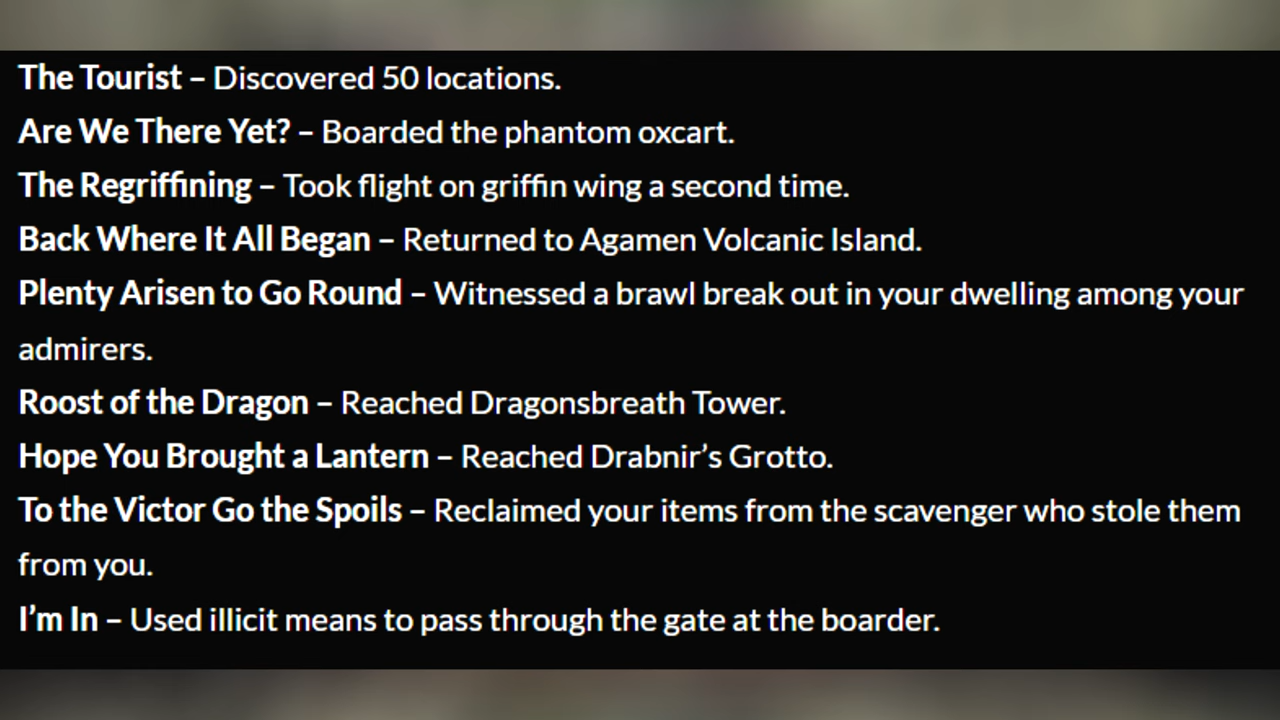 The Tourist – Discovered 50 locations.
Are We There Yet? – Boarded the phantom oxcart.
The Regriffining – Took flight on griffin wing a second time.
Back Where It All Began – Returned to Agamen Volcanic Island.
Plenty Arisen to Go Round – Witnessed a brawl break out in your dwelling among your
admirers.
Roost of the Dragon – Reached Dragonsbreath Tower.
Hope You Brought a Lantern – Reached Drabnir’s Grotto.
To the Victor Go the Spoils – Reclaimed your items from the scavenger who stole them
from you.
I’m In – Used illicit means to pass through the gate at the boarder.